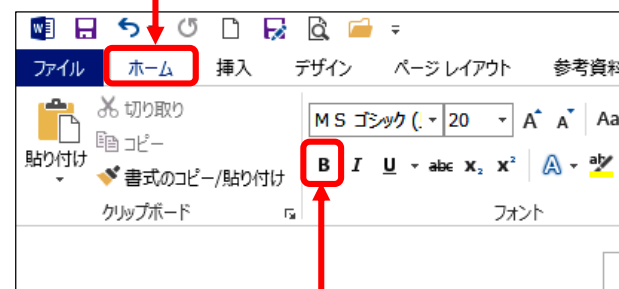 ファイル ホーム 挿入 デザイン ページ レイアウト 参考資料
切り取り
コピー
貼り付け
書式のコピー/貼り付け
クリップボード
MS ゴシック (. 20 A A Aa
B I U abc X₂ X² A aby
フォント